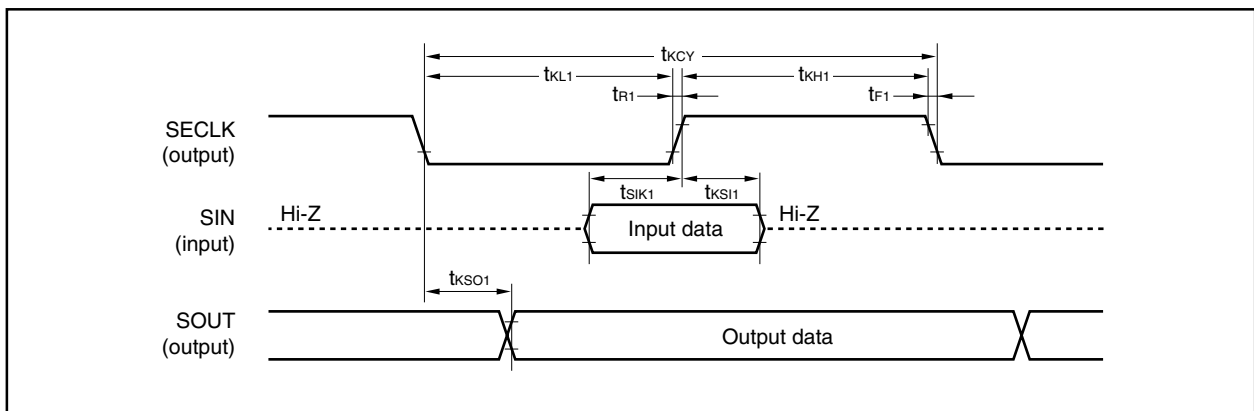 tKCY
tKL1
tKH1
tR1
tF1
SECLK
(output)
tSIK1
tKSI1
SIN
(input)
Hi-Z
Input data
Hi-Z
tKSO1
SOUT
(output)
Output data